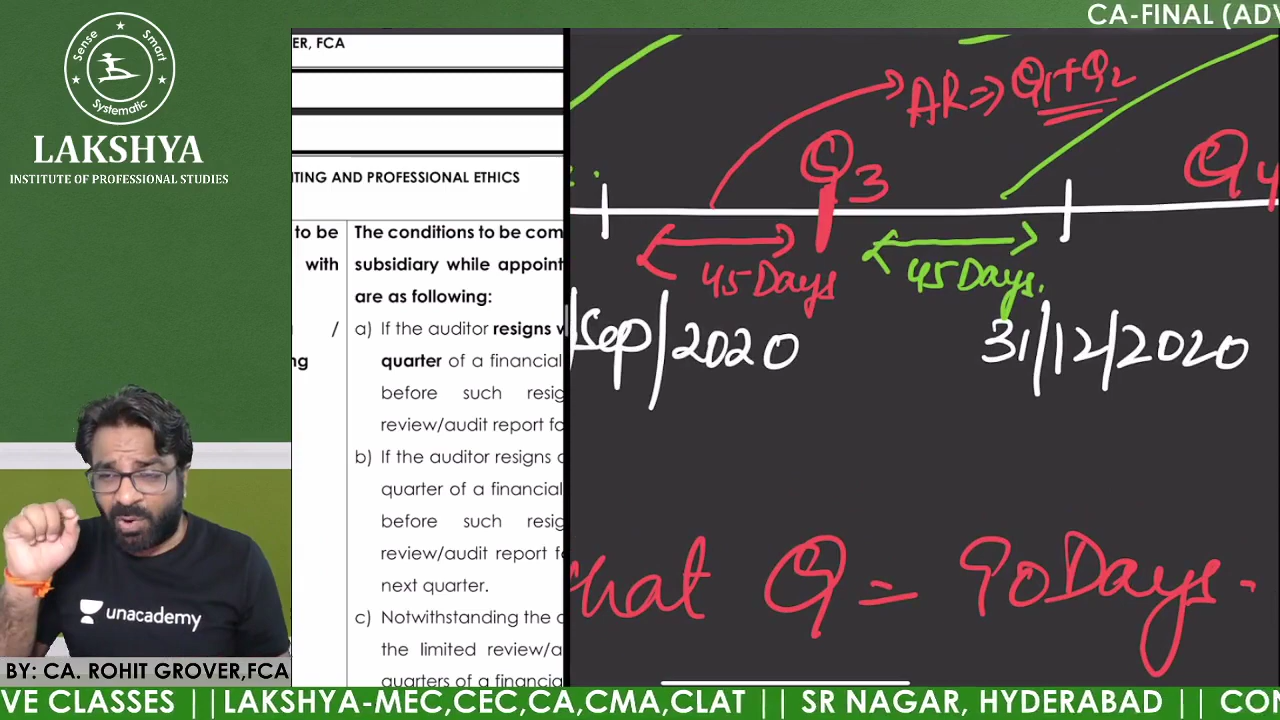 CA-FINAL (ADV
Sense
Smart
Systematic
LAKSHYA
INSTITUTE OF PROFESSIONAL STUDIES
ER, FCA
ITING AND PROFESSIONAL ETHICS
to be
with
/
ng
The conditions to be com
subsidiary while appoint
are as following:
a) If the auditor resigns w
quarter of a financial
before such resig
review/audit report fo
b) If the auditor resigns a
quarter of a financial
before such resig
review/audit report fo
next quarter.
c) Notwithstanding the a
the limited review/a
quarters of a financia
AR⇒ Q1+Q2
Q3
Q4
45 Days
45 Days.
/Sep/2020
31/12/2020
that Q = 90 Days.
unacademy
BY: CA. ROHIT GROVER,FCA
VE CLASSES ||LAKSHYA-MEC,CEC,CA,CMA,CLAT || SR NAGAR, HYDERABAD || CON